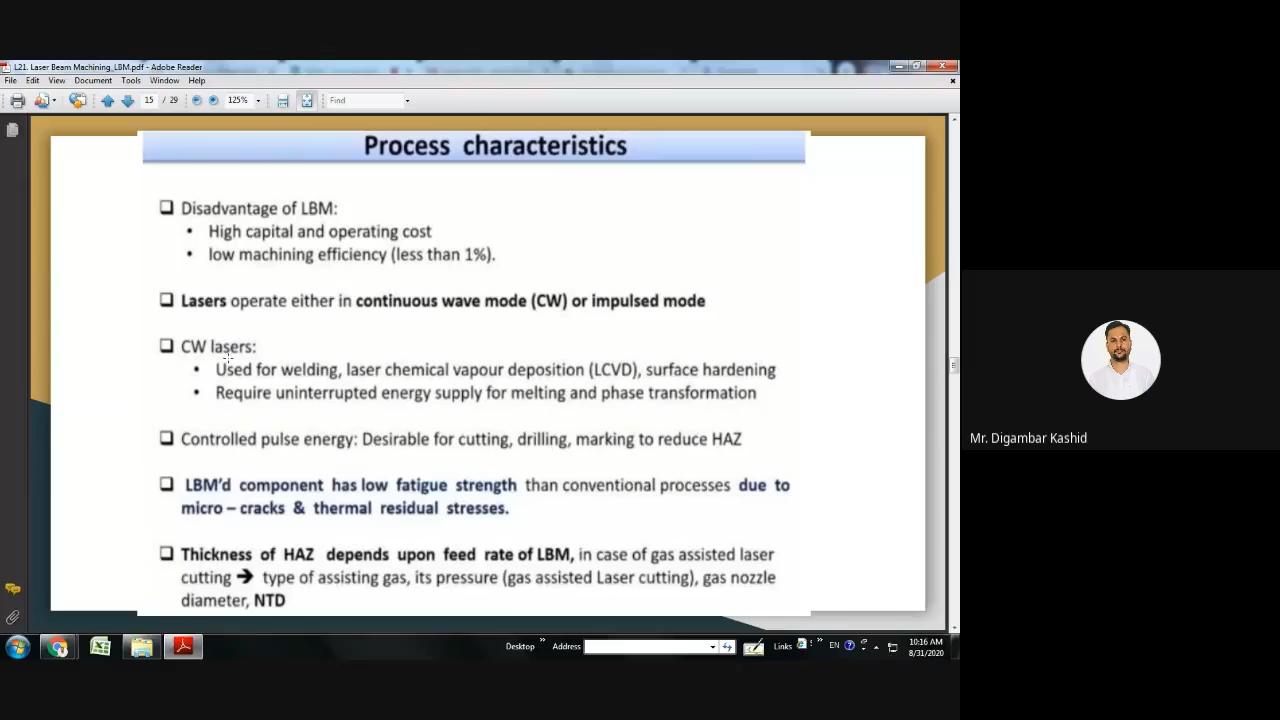 L21. Laser Beam Machining_LBM.pdf - Adobe Reader
File Edit View Document Tools Window Help
15 / 29 125% Find
Process characteristics
Disadvantage of LBM:
• High capital and operating cost
• low machining efficiency (less than 1%).
Lasers operate either in continuous wave mode (CW) or impulsed mode
CW lasers:
• Used for welding, laser chemical vapour deposition (LCVD), surface hardening
• Require uninterrupted energy supply for melting and phase transformation
Controlled pulse energy: Desirable for cutting, drilling, marking to reduce HAZ
LBM'd component has low fatigue strength than conventional processes due to
micro – cracks & thermal residual stresses.
Thickness of HAZ depends upon feed rate of LBM, in case of gas assisted laser
cutting ➔ type of assisting gas, its pressure (gas assisted Laser cutting), gas nozzle
diameter, NTD
Mr. Digambar Kashid
Desktop » Address Links » EN 10:16 AM
8/31/2020